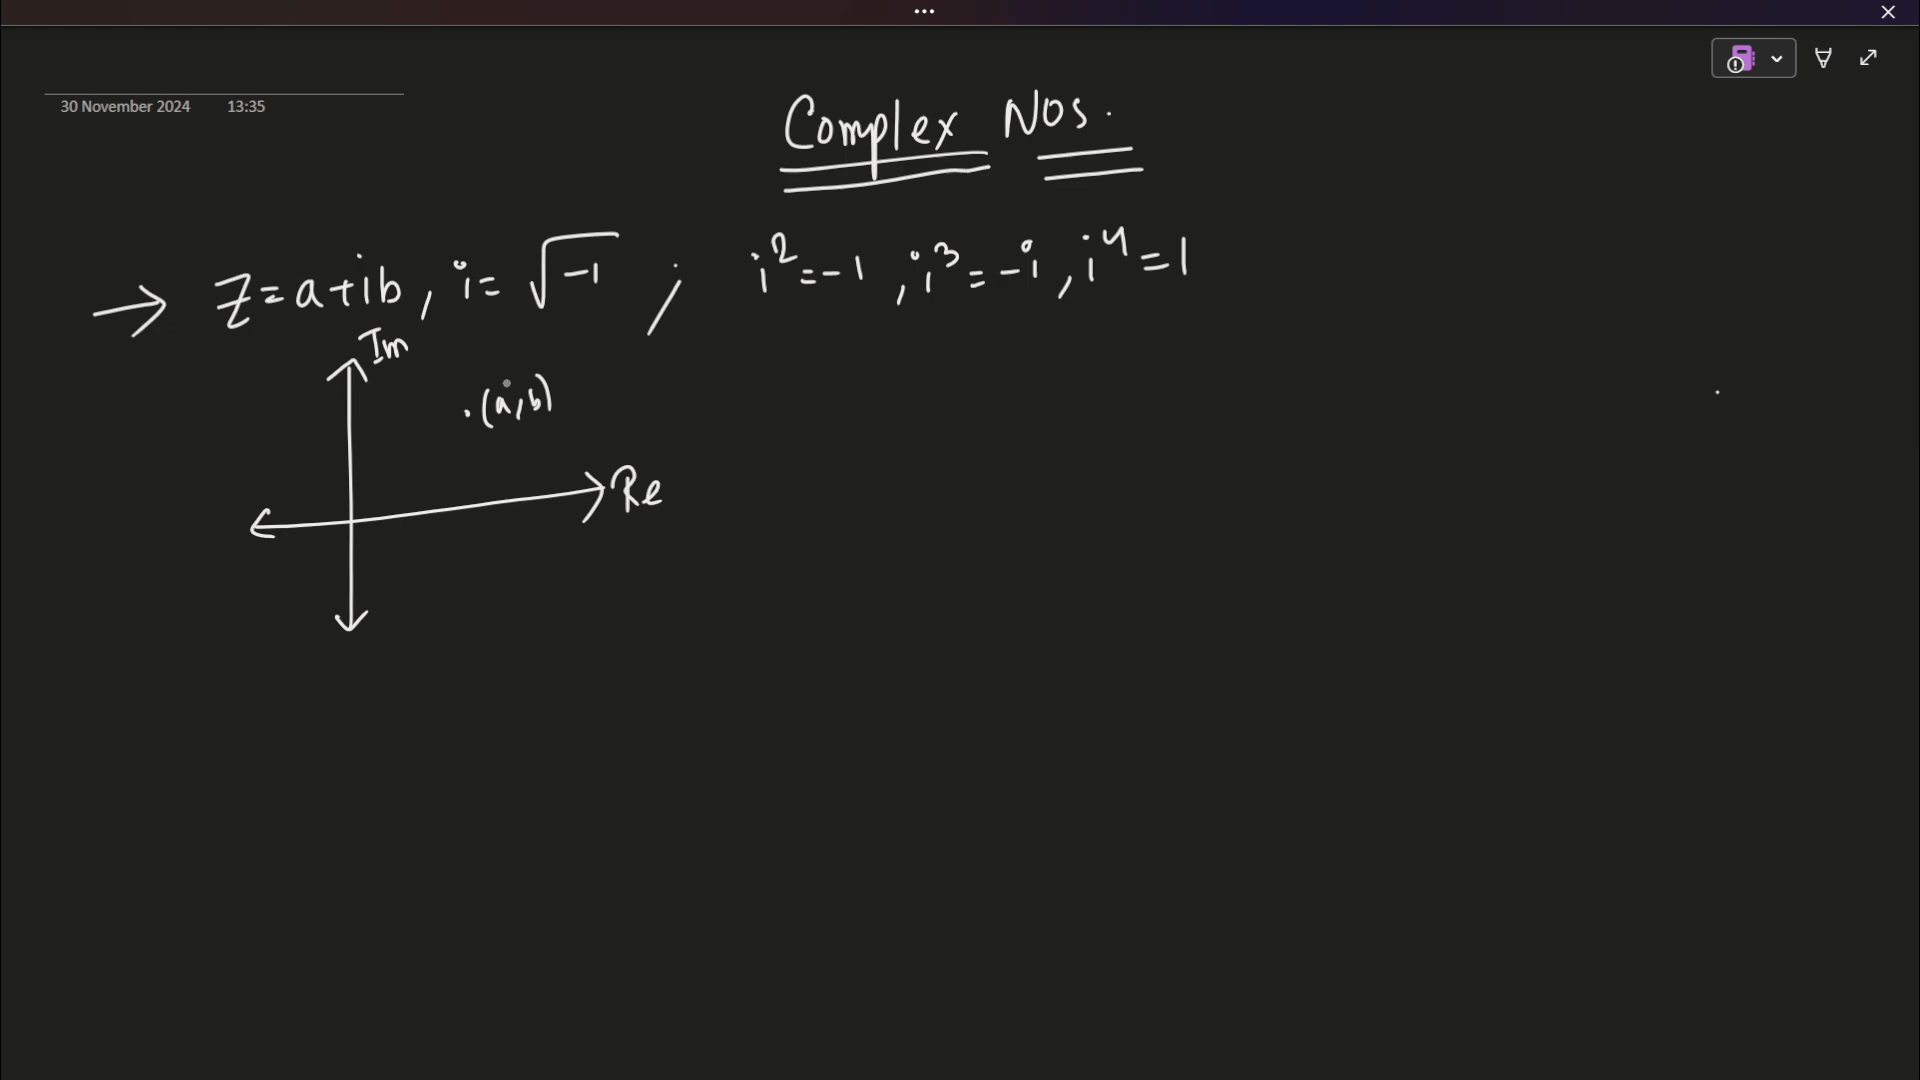 30 November 2024 13:35
Complex Nos.
→ Z=a+ib, i=√-1 ; i²=-1, i³=-i, i⁴=1
Im
.(a,b)
Re